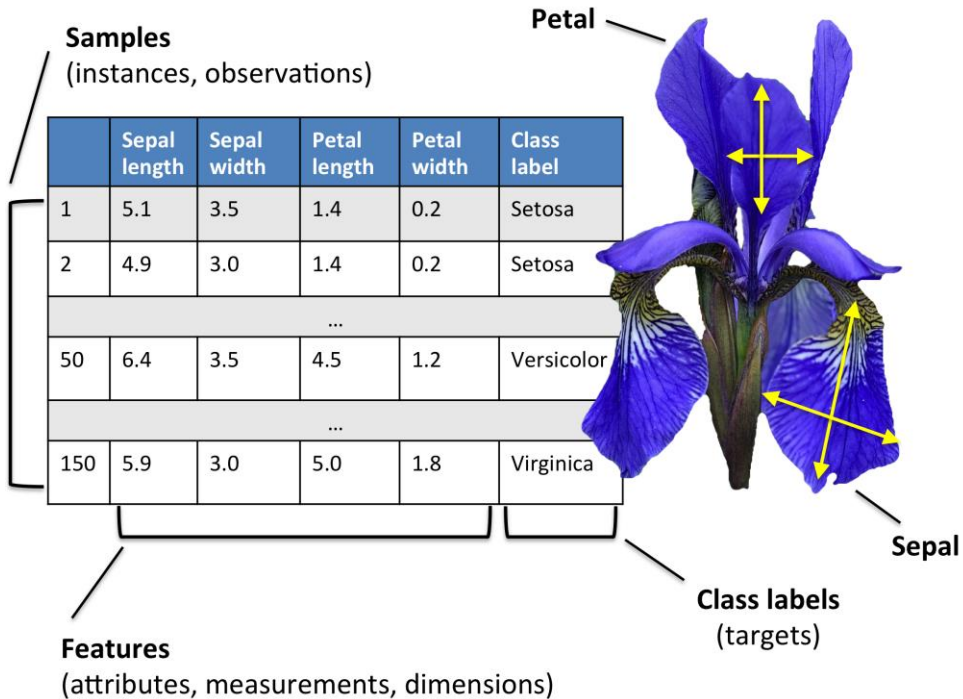 Samples
(instances, observations)
Petal
Sepal length Sepal width Petal length Petal width Class label
1 5.1 3.5 1.4 0.2 Setosa
2 4.9 3.0 1.4 0.2 Setosa
...
50 6.4 3.5 4.5 1.2 Versicolor
...
150 5.9 3.0 5.0 1.8 Virginica
Sepal
Class labels
(targets)
Features
(attributes, measurements, dimensions)